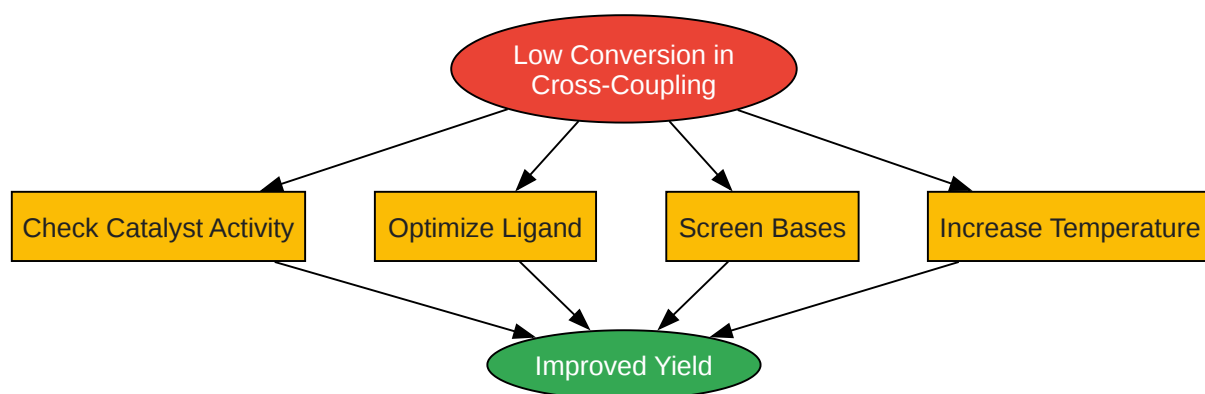 Low Conversion in
Cross-Coupling
Check Catalyst Activity
Optimize Ligand
Screen Bases
Increase Temperature
Improved Yield